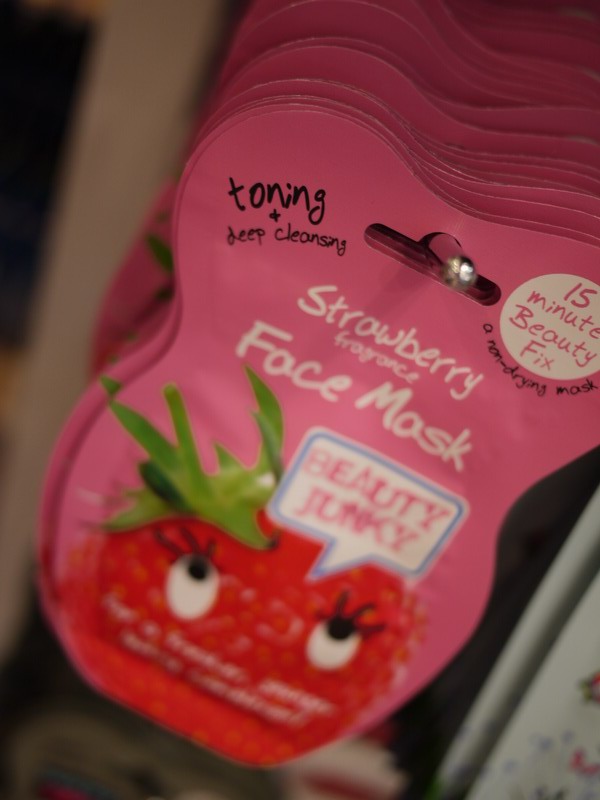 toning
+
deep cleansing
Strawberry
fragrance
Face Mask
15
minute
Beauty
Fix
a non-drying mask
BEAUTY
JUNKY